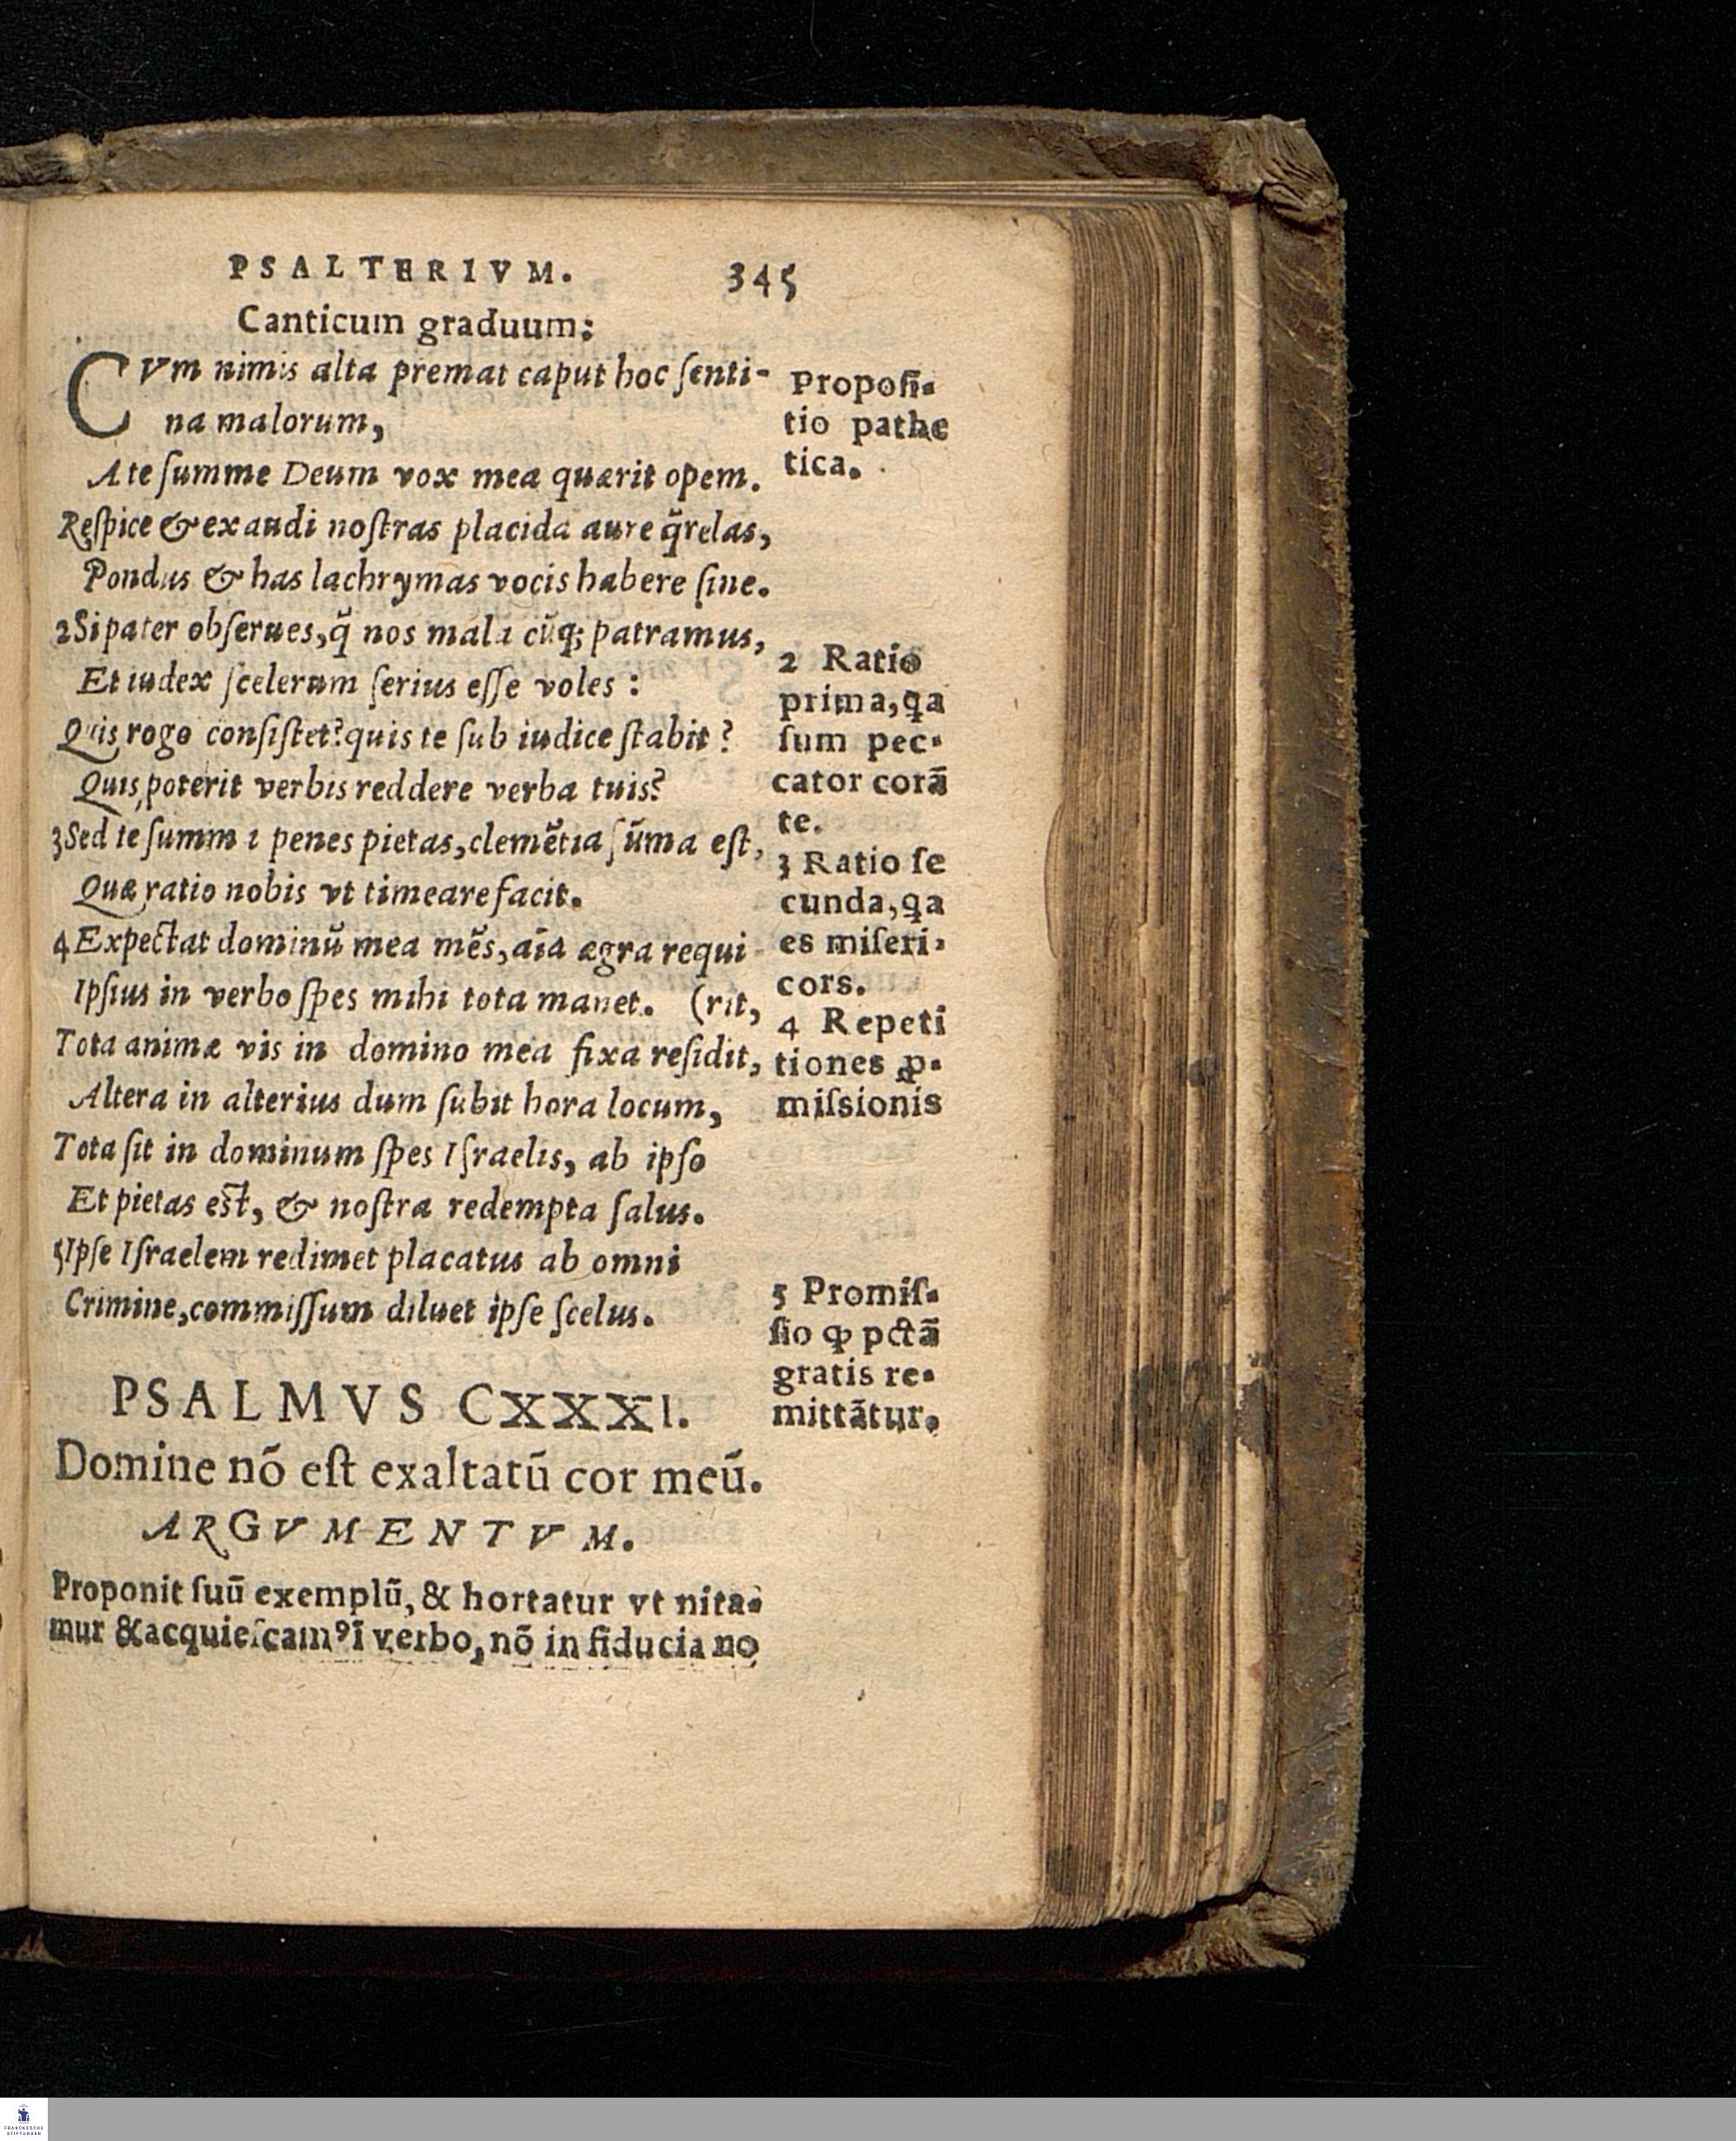 PSALTERIVM. 345
Canticum graduum:
CVm nimis alta premat caput hoc ſenti-
na malorum,
A te ſumme Deum vox mea quærit opem.
Reſpice & exaudi noſtras placida aure q̃relas,
Pondus & has lachrymas vocis habere ſine.
2Si pater obſerues, q̃ nos mala cũq; patramus,
Et iudex ſcelerum ſerius eſſe voles :
Quis rogo conſiſtet? quis te ſub iudice ſtabit ?
Quis poterit verbis reddere verba tuis?
3Sed te ſumma penes pietas, clemẽtia ſũma eſt,
Quæ ratio nobis vt timeare facit.
4Expectat dominũ mea mẽs, aĩa ægra requi
Ipſius in verbo ſpes mihi tota manet. (rit,
Tota animæ vis in domino mea fixa reſidit,
Altera in alterius dum ſubit hora locum,
Tota ſit in dominum ſpes Iſraelis, ab ipſo
Et pietas eſt, & noſtra redempta ſalus.
5Ipſe Iſraelem redimet placatus ab omni
Crimine, commiſſum diluet ipſe ſcelus.
Propoſi-
tio pathe
tica.
2 Ratio
prima, qa
ſum pec-
cator corã
te.
3 Ratio ſe
cunda, qa
es miſeri-
cors.
4 Repeti
tiones ꝓ-
miſsionis
5 Promiſ-
ſio ꝙ pctã
gratis re-
mittãtur.
PSALMVS CXXXI.
Domine nõ eſt exaltatũ cor meũ.
ARGVMENTVM.
Proponit ſuũ exemplũ, & hortatur vt nita-
mur & acquieſcamꝰ ĩ verbo, nõ in fiducia no
FRANCKESCHE
STIFTUNGEN